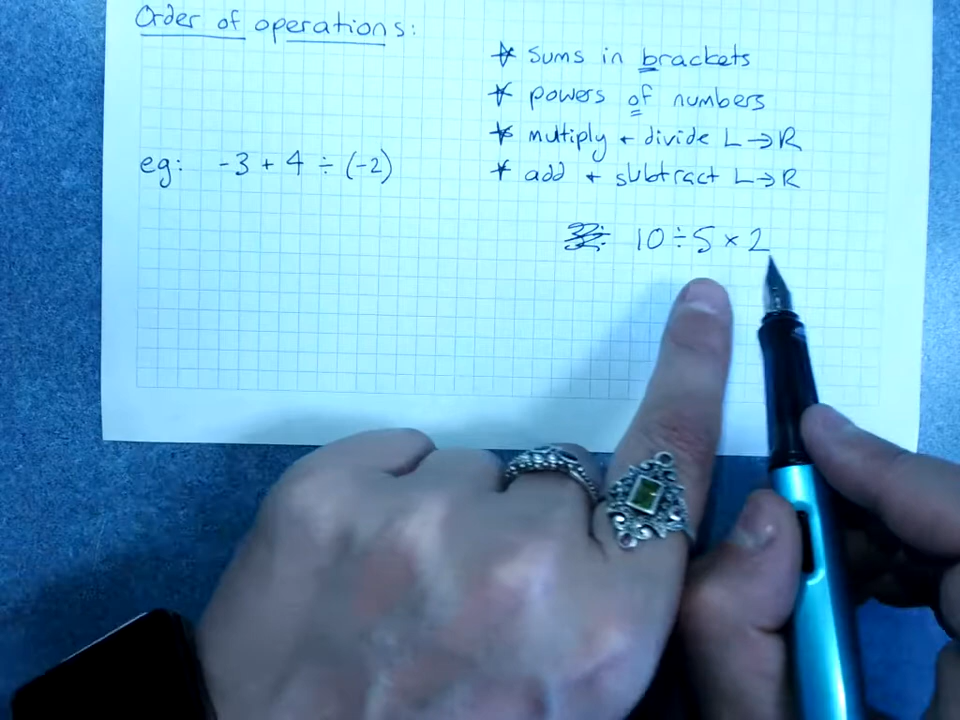 Order of operations:
* sums in brackets
* powers of numbers
* multiply + divide L→R
* add + subtract L→R
eg: -3 + 4 ÷ (-2)
10 ÷ 5 × 2